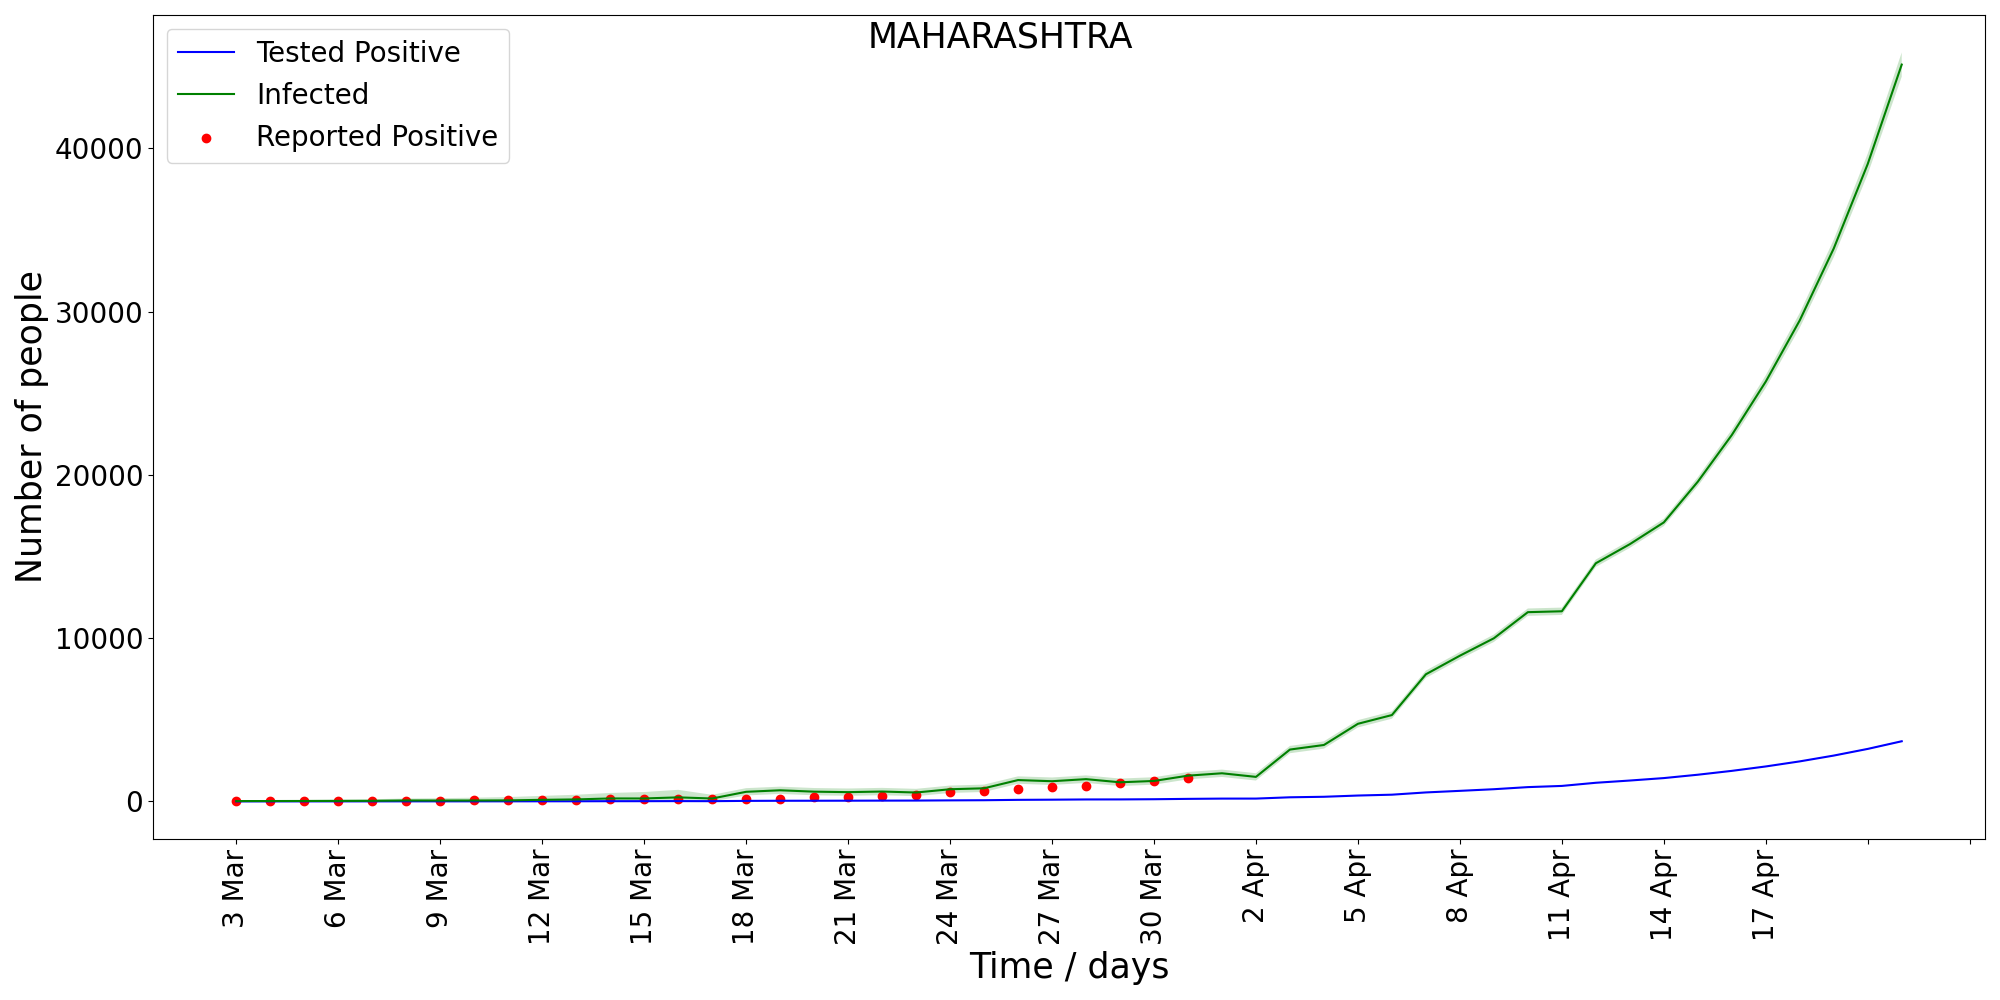 MAHARASHTRA
Tested Positive
Infected
Reported Positive
Number of people
40000
30000
20000
10000
0
3 Mar
6 Mar
9 Mar
12 Mar
15 Mar
18 Mar
21 Mar
24 Mar
27 Mar
30 Mar
2 Apr
5 Apr
8 Apr
11 Apr
14 Apr
17 Apr
Time / days